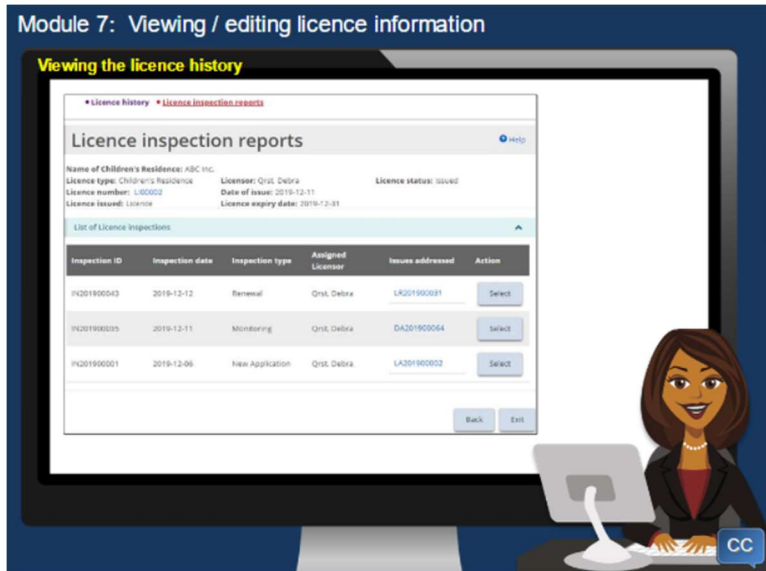 Module 7: Viewing / editing licence information
Viewing the licence history
• Licence history • Licence inspection reports
Licence inspection reports Help
Name of Children's Residence: ABC Inc.
Licence type: Children's Residence Licensor: Qrst, Debra Licence status: Issued
Licence number: LI00002 Date of issue: 2019-12-11
Licence issued: Licence Licence expiry date: 2019-12-31
List of Licence inspections
Inspection ID Inspection date Inspection type Assigned Licensor Issues addressed Action
IN201900043 2019-12-12 Renewal Qrst, Debra LR201900031 Select
IN201900035 2019-12-11 Monitoring Qrst, Debra DA201900064 Select
IN201900001 2019-12-06 New Application Qrst, Debra LA201900002 Select
Back Exit
CC